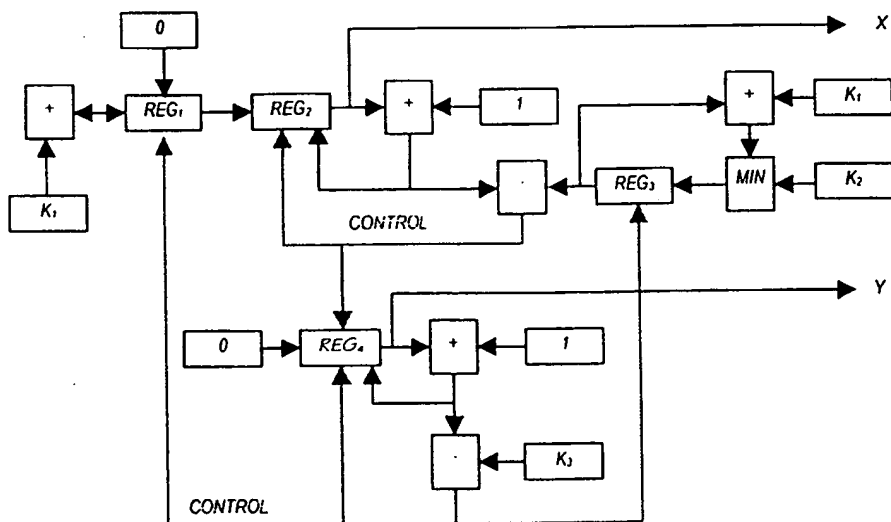 0
X
+
REG₁
REG₂
+
1
+
K₁
K₁
-
REG₃
MIN
K₂
CONTROL
Y
0
REG₄
+
1
-
K₃
CONTROL